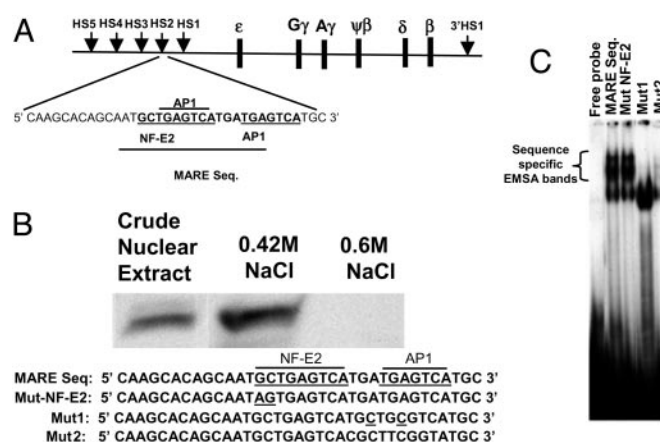 A
HS5 HS4 HS3 HS2 HS1 ε Gγ Aγ ψβ δ β 3'HS1
AP1
5' CAAGCACAGCAATGCTGAGTCATGATGAGTCATGC 3'
NF-E2 AP1
MARE Seq.
B
Crude Nuclear Extract
0.42M NaCl
0.6M NaCl
NF-E2 AP1
MARE Seq: 5' CAAGCACAGCAATGCTGAGTCATGATGAGTCATGC 3'
Mut-NF-E2: 5' CAAGCACAGCAATAGTGAGTCATGATGAGTCATGC 3'
Mut1: 5' CAAGCACAGCAATGCTGAGTCATGCTGCGTCATGC 3'
Mut2: 5' CAAGCACAGCAATGCTGAGTCACGCTTCGGTATGC 3'
C
Free probe
MARE Seq.
Mut NF-E2
Mut1
Mut2
Sequence
specific
EMSA bands